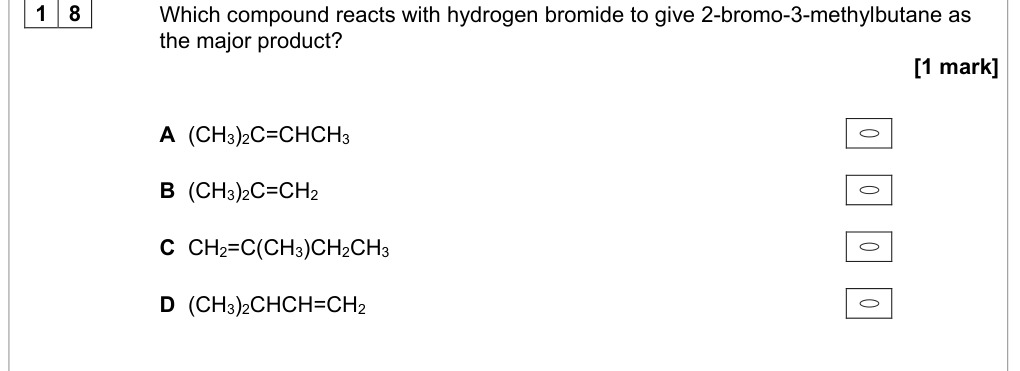 1 8 Which compound reacts with hydrogen bromide to give 2-bromo-3-methylbutane as
the major product?
[1 mark]
A (CH₃)₂C=CHCH₃
B (CH₃)₂C=CH₂
C CH₂=C(CH₃)CH₂CH₃
D (CH₃)₂CHCH=CH₂